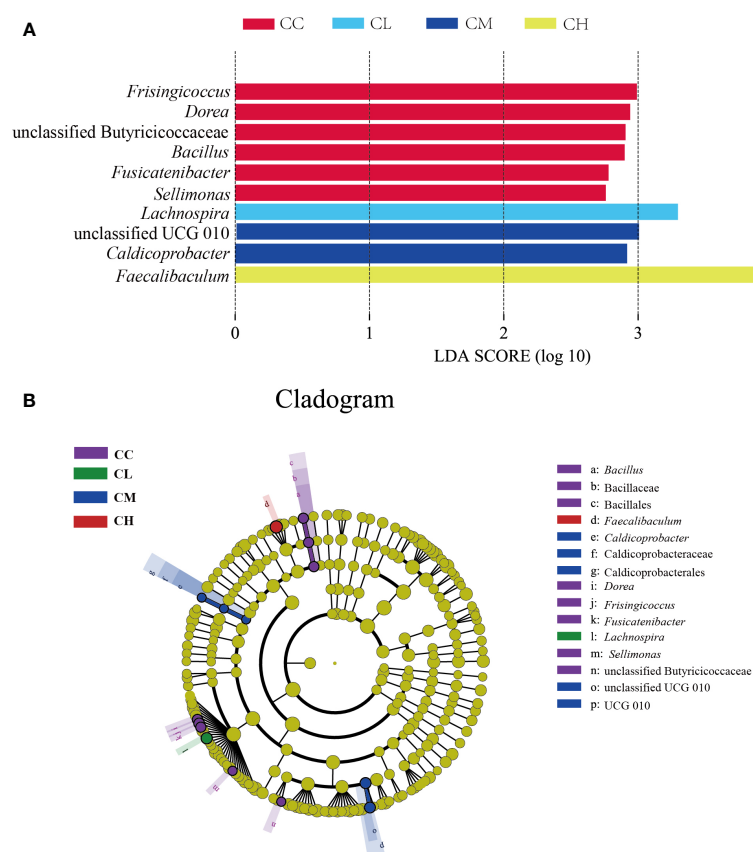 A
CC CL CM CH
Frisingicoccus
Dorea
unclassified Butyricicoccaceae
Bacillus
Fusicatenibacter
Sellimonas
Lachnospira
unclassified UCG 010
Caldicoprobacter
Faecalibaculum
0 1 2 3
LDA SCORE (log 10)
B
Cladogram
CC
CL
CM
CH
a: Bacillus
b: Bacillaceae
c: Bacillales
d: Faecalibaculum
e: Caldicoprobacter
f: Caldicoprobacteraceae
g: Caldicoprobacterales
i: Dorea
j: Frisingicoccus
k: Fusicatenibacter
l: Lachnospira
m: Sellimonas
n: unclassified Butyricicoccaceae
o: unclassified UCG 010
p: UCG 010
c
b
a
d
g f e
l
m
n
o
p